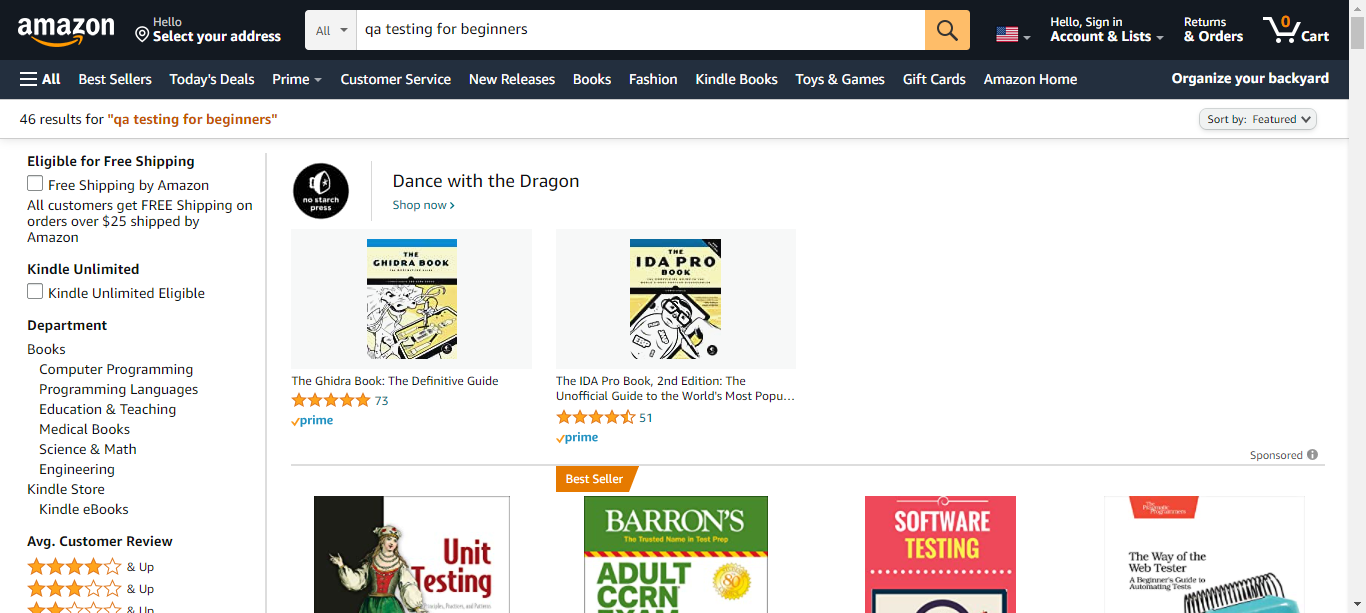 amazon
Hello
Select your address
All
qa testing for beginners
Hello, Sign in
Account & Lists
Returns
& Orders
0
Cart
All
Best Sellers
Today's Deals
Prime
Customer Service
New Releases
Books
Fashion
Kindle Books
Toys & Games
Gift Cards
Amazon Home
Organize your backyard
46 results for "qa testing for beginners"
Sort by: Featured
Eligible for Free Shipping
Free Shipping by Amazon
All customers get FREE Shipping on
orders over $25 shipped by
Amazon
Kindle Unlimited
Kindle Unlimited Eligible
Department
Books
Computer Programming
Programming Languages
Education & Teaching
Medical Books
Science & Math
Engineering
Kindle Store
Kindle eBooks
Avg. Customer Review
& Up
& Up
& Up
no starch
press
Dance with the Dragon
Shop now
THE
GHIDRA BOOK
THE
IDA PRO
BOOK
The Ghidra Book: The Definitive Guide
73
prime
The IDA Pro Book, 2nd Edition: The
Unofficial Guide to the World's Most Popu...
51
prime
Sponsored
Best Seller
Unit
Testing
Principles, Practices, and Patterns
BARRON'S
The Trusted Name in Test Prep
ADULT
CCRN
EXAM
80
SOFTWARE
TESTING
The Pragmatic
Programmers
The Way of the
Web Tester
A Beginner's Guide to
Automating Tests